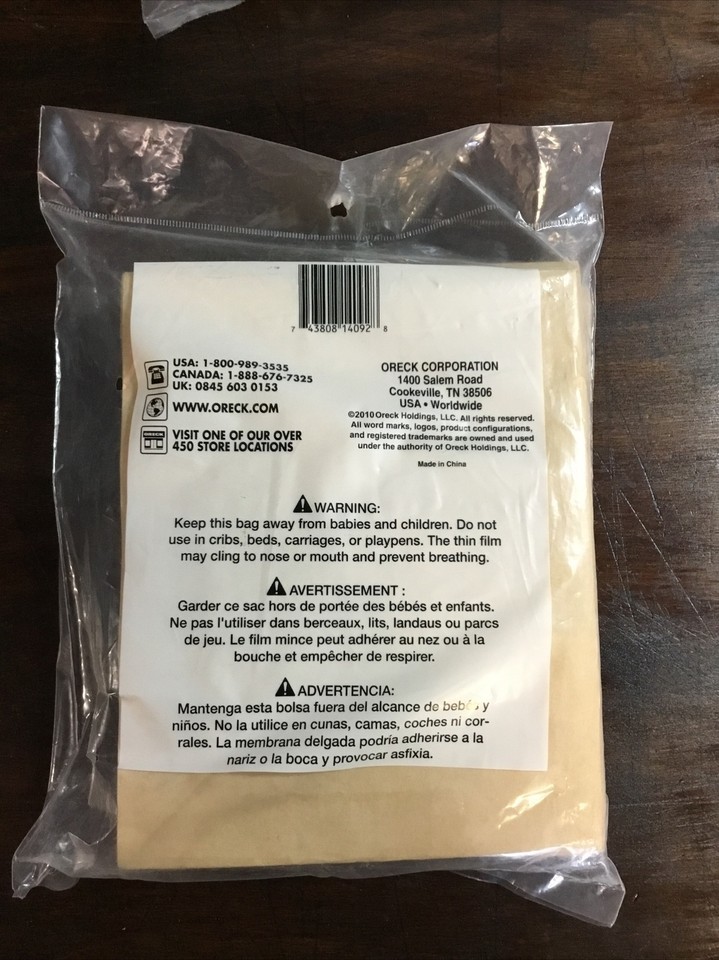 7 43808 14092 8
USA: 1-800-989-3535
CANADA: 1-888-676-7325
UK: 0845 603 0153
WWW.ORECK.COM
VISIT ONE OF OUR OVER
450 STORE LOCATIONS
ORECK CORPORATION
1400 Salem Road
Cookeville, TN 38506
USA • Worldwide
©2010 Oreck Holdings, LLC. All rights reserved.
All word marks, logos, product configurations,
and registered trademarks are owned and used
under the authority of Oreck Holdings, LLC.
Made in China
WARNING:
Keep this bag away from babies and children. Do not
use in cribs, beds, carriages, or playpens. The thin film
may cling to nose or mouth and prevent breathing.
AVERTISSEMENT :
Garder ce sac hors de portée des bébés et enfants.
Ne pas l'utiliser dans berceaux, lits, landaus ou parcs
de jeu. Le film mince peut adhérer au nez ou à la
bouche et empêcher de respirer.
ADVERTENCIA:
Mantenga esta bolsa fuera del alcance de bebés y
niños. No la utilice en cunas, camas, coches ni cor-
rales. La membrana delgada podría adherirse a la
nariz o la boca y provocar asfixia.